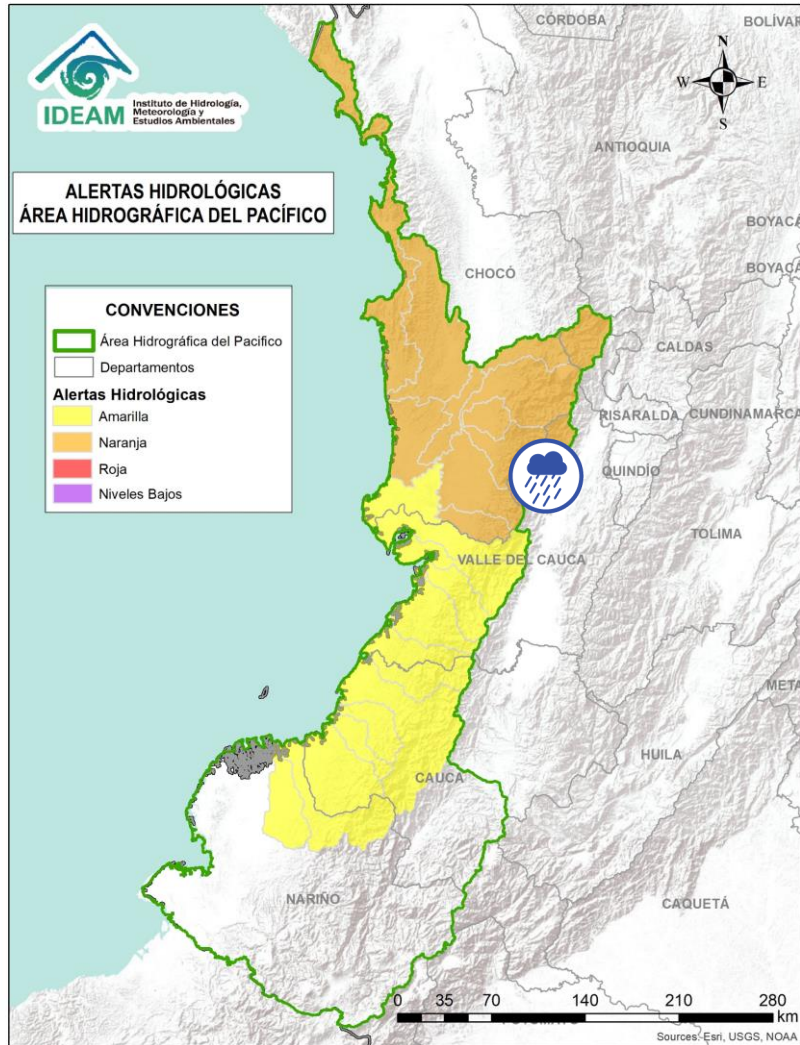 CÓRDOBA
BOLÍVAR
N
W E
S
IDEAM
Instituto de Hidrología,
Meteorología y
Estudios Ambientales
ANTIOQUIA
ALERTAS HIDROLÓGICAS
ÁREA HIDROGRÁFICA DEL PACÍFICO
BOYACÁ
CHOCÓ
BOYACÁ
CONVENCIONES
Área Hidrográfica del Pacifico
Departamentos
Alertas Hidrológicas
Amarilla
Naranja
Roja
Niveles Bajos
CALDAS
RISARALDA
CUNDINAMARCA
QUINDÍO
TOLIMA
VALLE DEL CAUCA
META
HUILA
CAUCA
NARIÑO
CAQUETÁ
0 35 70 140 210 280
km
Sources: Esri, USGS, NOAA